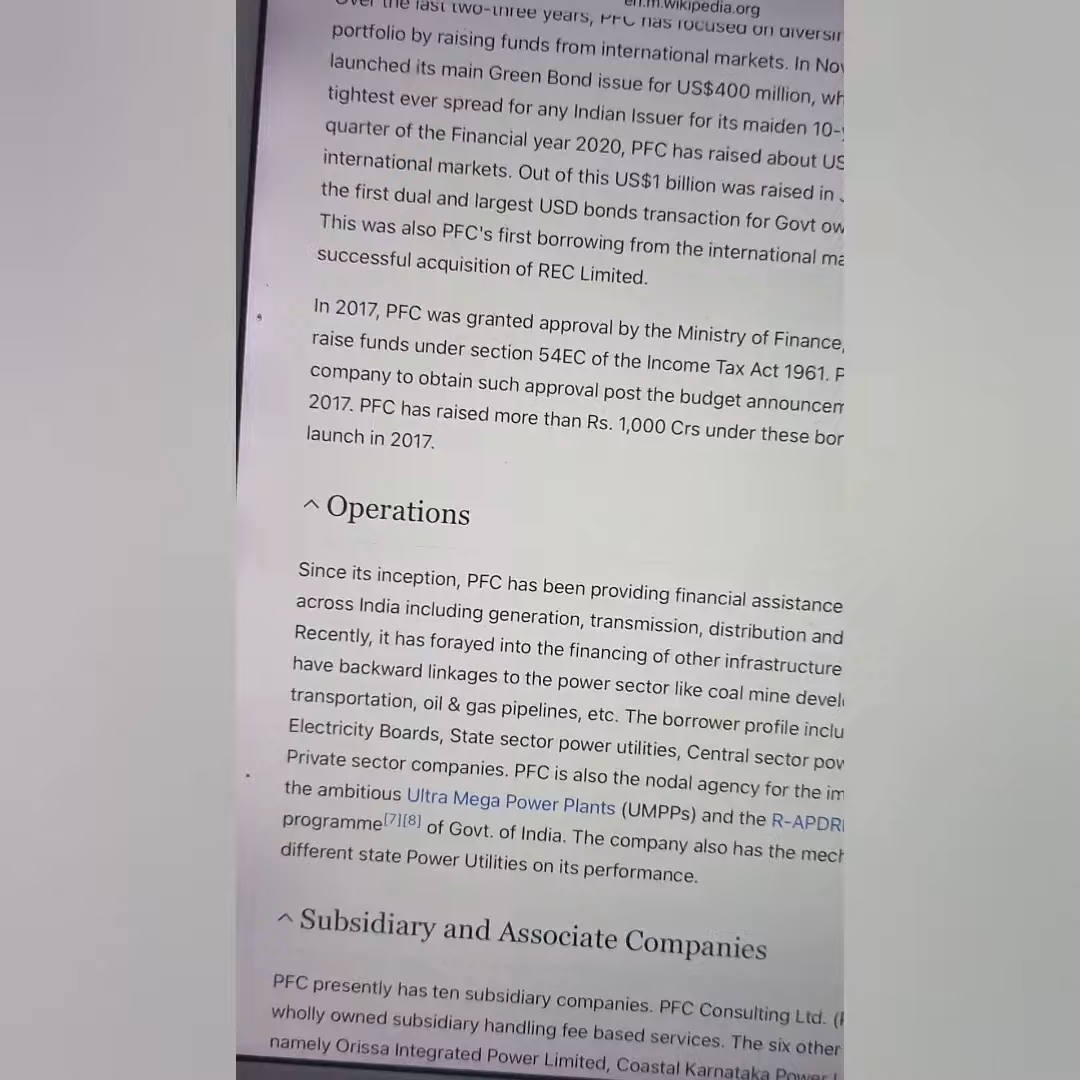 en.m.wikipedia.org
Over the last two-three years, PFC has focused on diversif
portfolio by raising funds from international markets. In Nov
launched its main Green Bond issue for US$400 million, wh
tightest ever spread for any Indian Issuer for its maiden 10-
quarter of the Financial year 2020, PFC has raised about US
international markets. Out of this US$1 billion was raised in
the first dual and largest USD bonds transaction for Govt ow
This was also PFC's first borrowing from the international ma
successful acquisition of REC Limited.
In 2017, PFC was granted approval by the Ministry of Finance,
raise funds under section 54EC of the Income Tax Act 1961. P
company to obtain such approval post the budget announcem
2017. PFC has raised more than Rs. 1,000 Crs under these bon
launch in 2017.
^ Operations
Since its inception, PFC has been providing financial assistance
across India including generation, transmission, distribution and
Recently, it has forayed into the financing of other infrastructure
have backward linkages to the power sector like coal mine devel
transportation, oil & gas pipelines, etc. The borrower profile inclu
Electricity Boards, State sector power utilities, Central sector pow
Private sector companies. PFC is also the nodal agency for the im
the ambitious Ultra Mega Power Plants (UMPPs) and the R-APDR
programme[7][8] of Govt. of India. The company also has the mech
different state Power Utilities on its performance.
^ Subsidiary and Associate Companies
PFC presently has ten subsidiary companies. PFC Consulting Ltd. (
wholly owned subsidiary handling fee based services. The six other
namely Orissa Integrated Power Limited, Coastal Karnataka Power